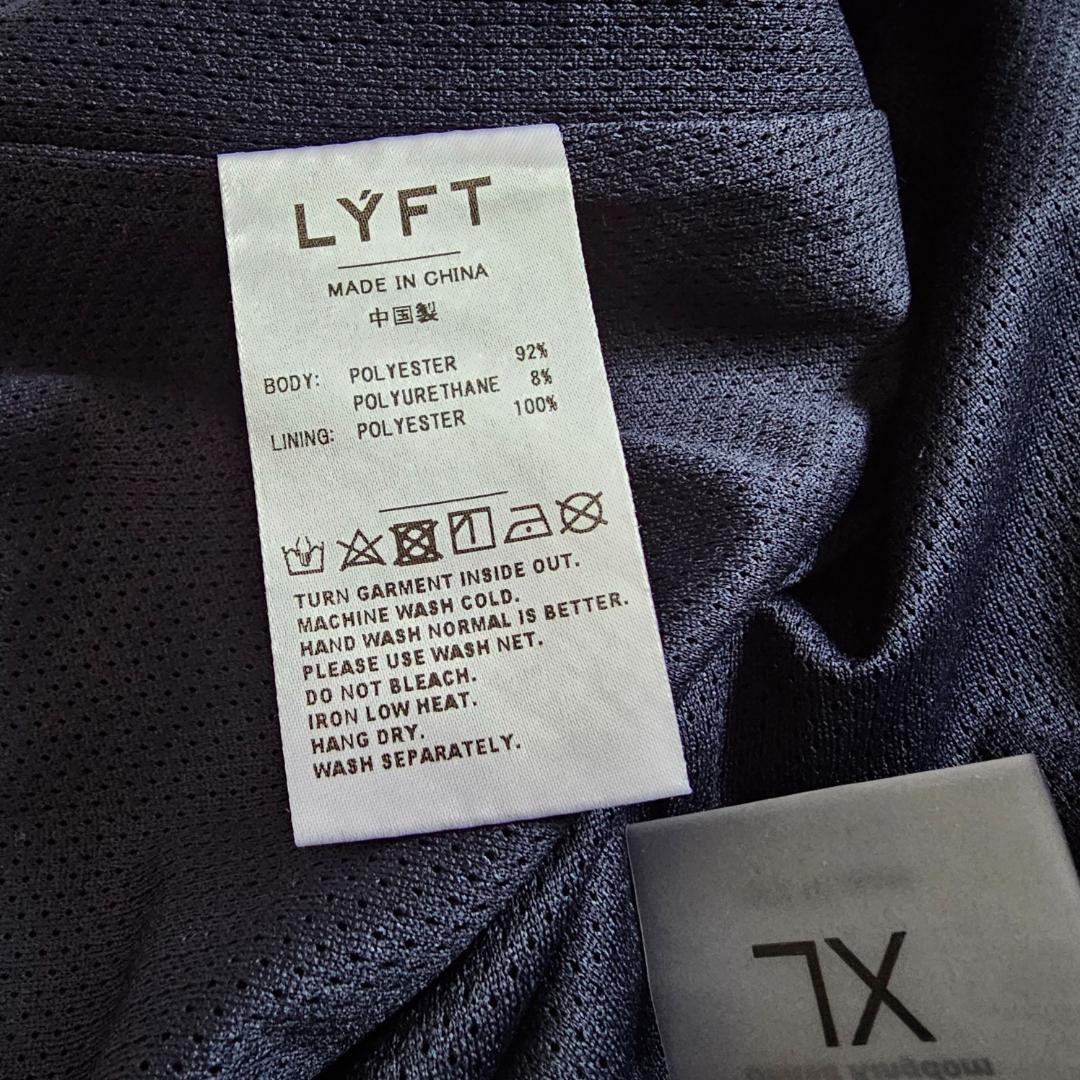 LÝFT
MADE IN CHINA
中国製
BODY: POLYESTER 92%
POLYURETHANE 8%
LINING: POLYESTER 100%
TURN GARMENT INSIDE OUT.
MACHINE WASH COLD.
HAND WASH NORMAL IS BETTER.
PLEASE USE WASH NET.
DO NOT BLEACH.
IRON LOW HEAT.
HANG DRY.
WASH SEPARATELY.
XL
Kingdom